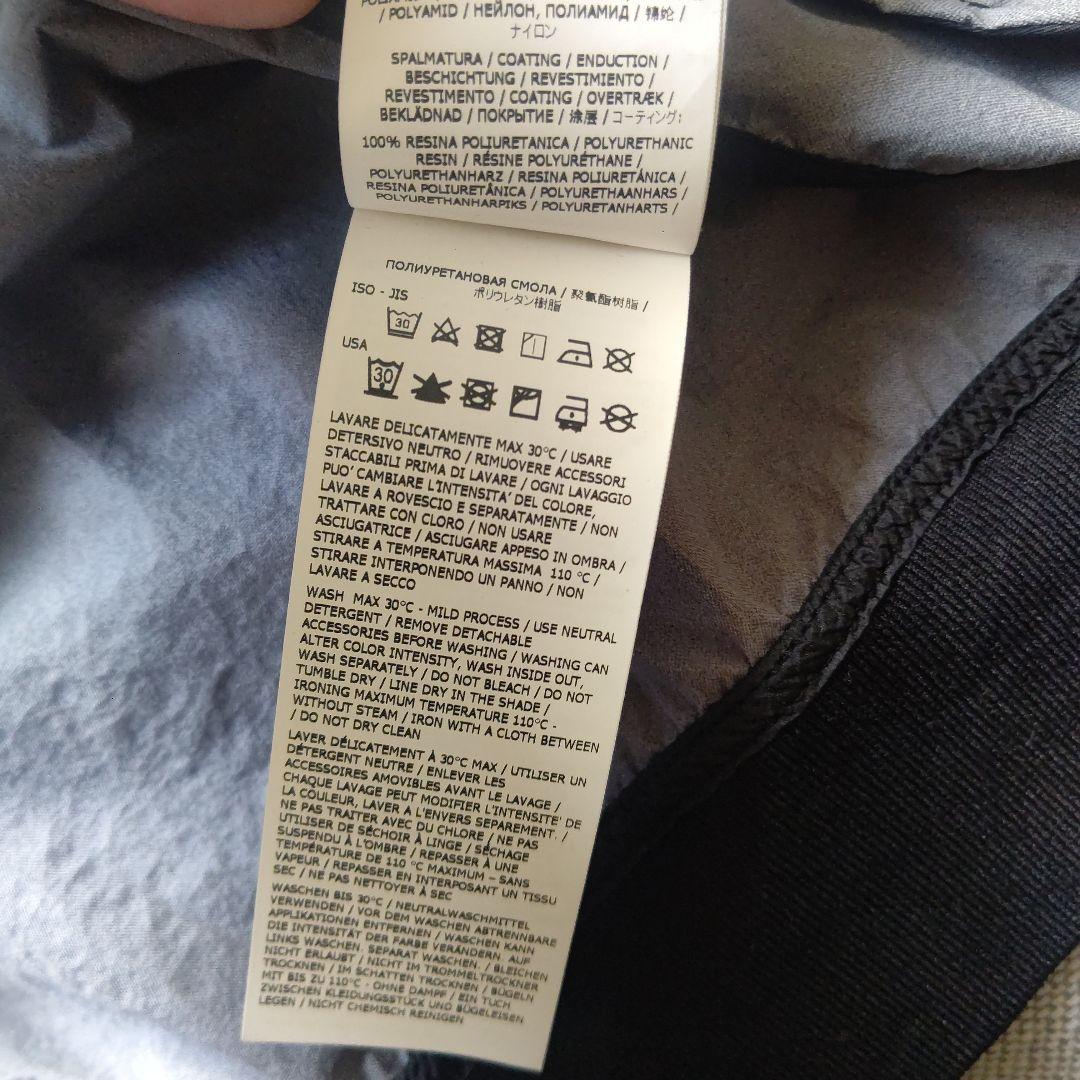 / POLYAMID / НЕЙЛОН, ПОЛИАМИД / 锦纶 /
ナイロン
SPALMATURA / COATING / ENDUCTION /
BESCHICHTUNG / REVESTIMIENTO /
REVESTIMENTO / COATING / OVERTRÆK /
BEKLÄDNAD / ПОКРЫТИЕ / 涂层 / コーティング:
100% RESINA POLIURETANICA / POLYURETHANIC
RESIN / RÉSINE POLYURÉTHANE /
POLYURETHANHARZ / RESINA POLIURETÂNICA /
RESINA POLIURETÂNICA / POLYURETHAANHARS /
POLYURETHANHARPIKS / POLYURETANHARTS /
ПОЛИУРЕТАНОВАЯ СМОЛА / 聚氨酯树脂 /
ポリウレタン樹脂
ISO - JIS
30
USA
30
LAVARE DELICATAMENTE MAX 30°C / USARE
DETERSIVO NEUTRO / RIMUOVERE ACCESSORI
STACCABILI PRIMA DI LAVARE / OGNI LAVAGGIO
PUO' CAMBIARE L'INTENSITA' DEL COLORE,
LAVARE A ROVESCIO E SEPARATAMENTE / NON
TRATTARE CON CLORO / NON USARE
ASCIUGATRICE / ASCIUGARE APPESO IN OMBRA /
STIRARE A TEMPERATURA MASSIMA 110 °C /
STIRARE INTERPONENDO UN PANNO / NON
LAVARE A SECCO
WASH MAX 30°C - MILD PROCESS / USE NEUTRAL
DETERGENT / REMOVE DETACHABLE
ACCESSORIES BEFORE WASHING / WASHING CAN
ALTER COLOR INTENSITY, WASH INSIDE OUT,
WASH SEPARATELY / DO NOT BLEACH / DO NOT
TUMBLE DRY / LINE DRY IN THE SHADE /
IRONING MAXIMUM TEMPERATURE 110°C -
WITHOUT STEAM / IRON WITH A CLOTH BETWEEN
/ DO NOT DRY CLEAN
LAVER DÉLICATEMENT À 30°C MAX / UTILISER UN
DÉTERGENT NEUTRE / ENLEVER LES
ACCESSOIRES AMOVIBLES AVANT LE LAVAGE /
CHAQUE LAVAGE PEUT MODIFIER L'INTENSITE' DE
LA COULEUR, LAVER A L'ENVERS SEPAREMENT. /
NE PAS TRAITER AVEC DU CHLORE / NE PAS
UTILISER DE SÉCHOIR À LINGE / SÉCHAGE
SUSPENDU À L'OMBRE / REPASSER À UNE
TEMPÉRATURE DE 110 °C MAXIMUM – SANS
VAPEUR / REPASSER EN INTERPOSANT UN TISSU
SEC / NE PAS NETTOYER À SEC
WASCHEN BIS 30°C / NEUTRALWASCHMITTEL
VERWENDEN / VOR DEM WASCHEN ABTRENNBARE
APPLIKATIONEN ENTFERNEN / WASCHEN KANN
DIE INTENSITÄT DER FARBE VERÄNDERN. AUF
LINKS WASCHEN. SEPARAT WASCHEN. / BLEICHEN
NICHT ERLAUBT / NICHT IM TROMMELTROCKNER
TROCKNEN / IM SCHATTEN TROCKNEN / BÜGELN
MIT BIS ZU 110°C - OHNE DAMPF / EIN TUCH
ZWISCHEN KLEIDUNGSSTÜCK UND BÜGELEISEN
LEGEN / NICHT CHEMISCH REINIGEN